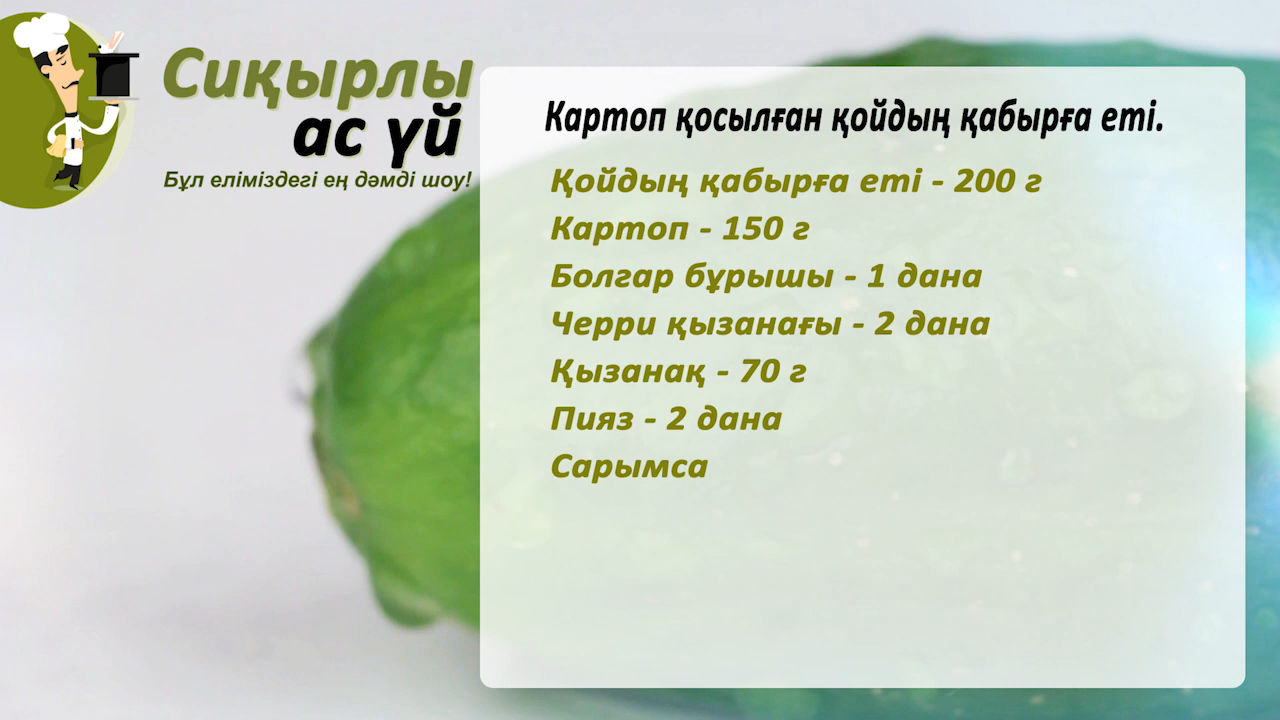 Сиқырлы
ас үй
Бұл еліміздегі ең дәмді шоу!
Картоп қосылған қойдың қабырға еті.
Қойдың қабырға еті - 200 г
Картоп - 150 г
Болгар бұрышы - 1 дана
Черри қызанағы - 2 дана
Қызанақ - 70 г
Пияз - 2 дана
Сарымса